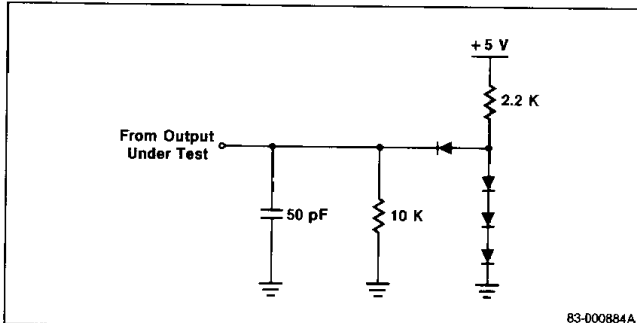 +5 V
2.2 K
From Output
Under Test
50 pF
10 K
83-000884A